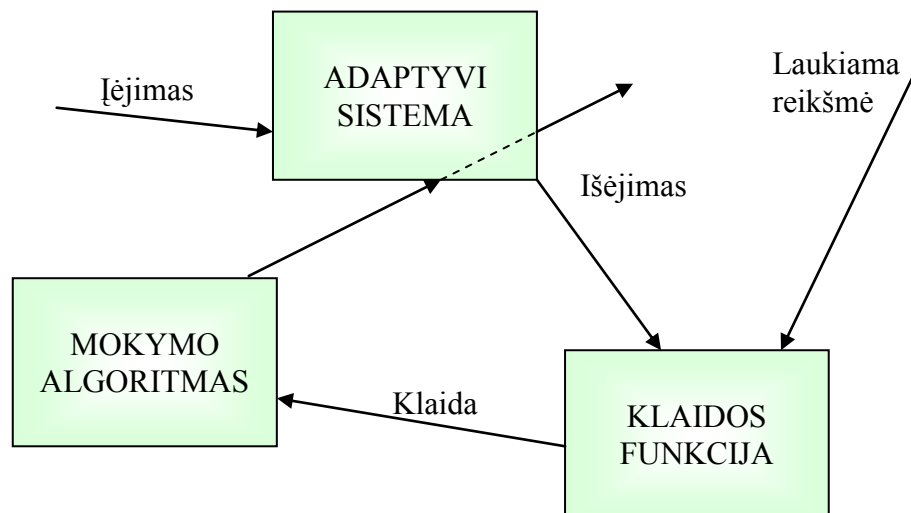 Įėjimas
ADAPTYVI
SISTEMA
Laukiama
reikšmė
Išėjimas
MOKYMO
ALGORITMAS
Klaida
KLAIDOS
FUNKCIJA